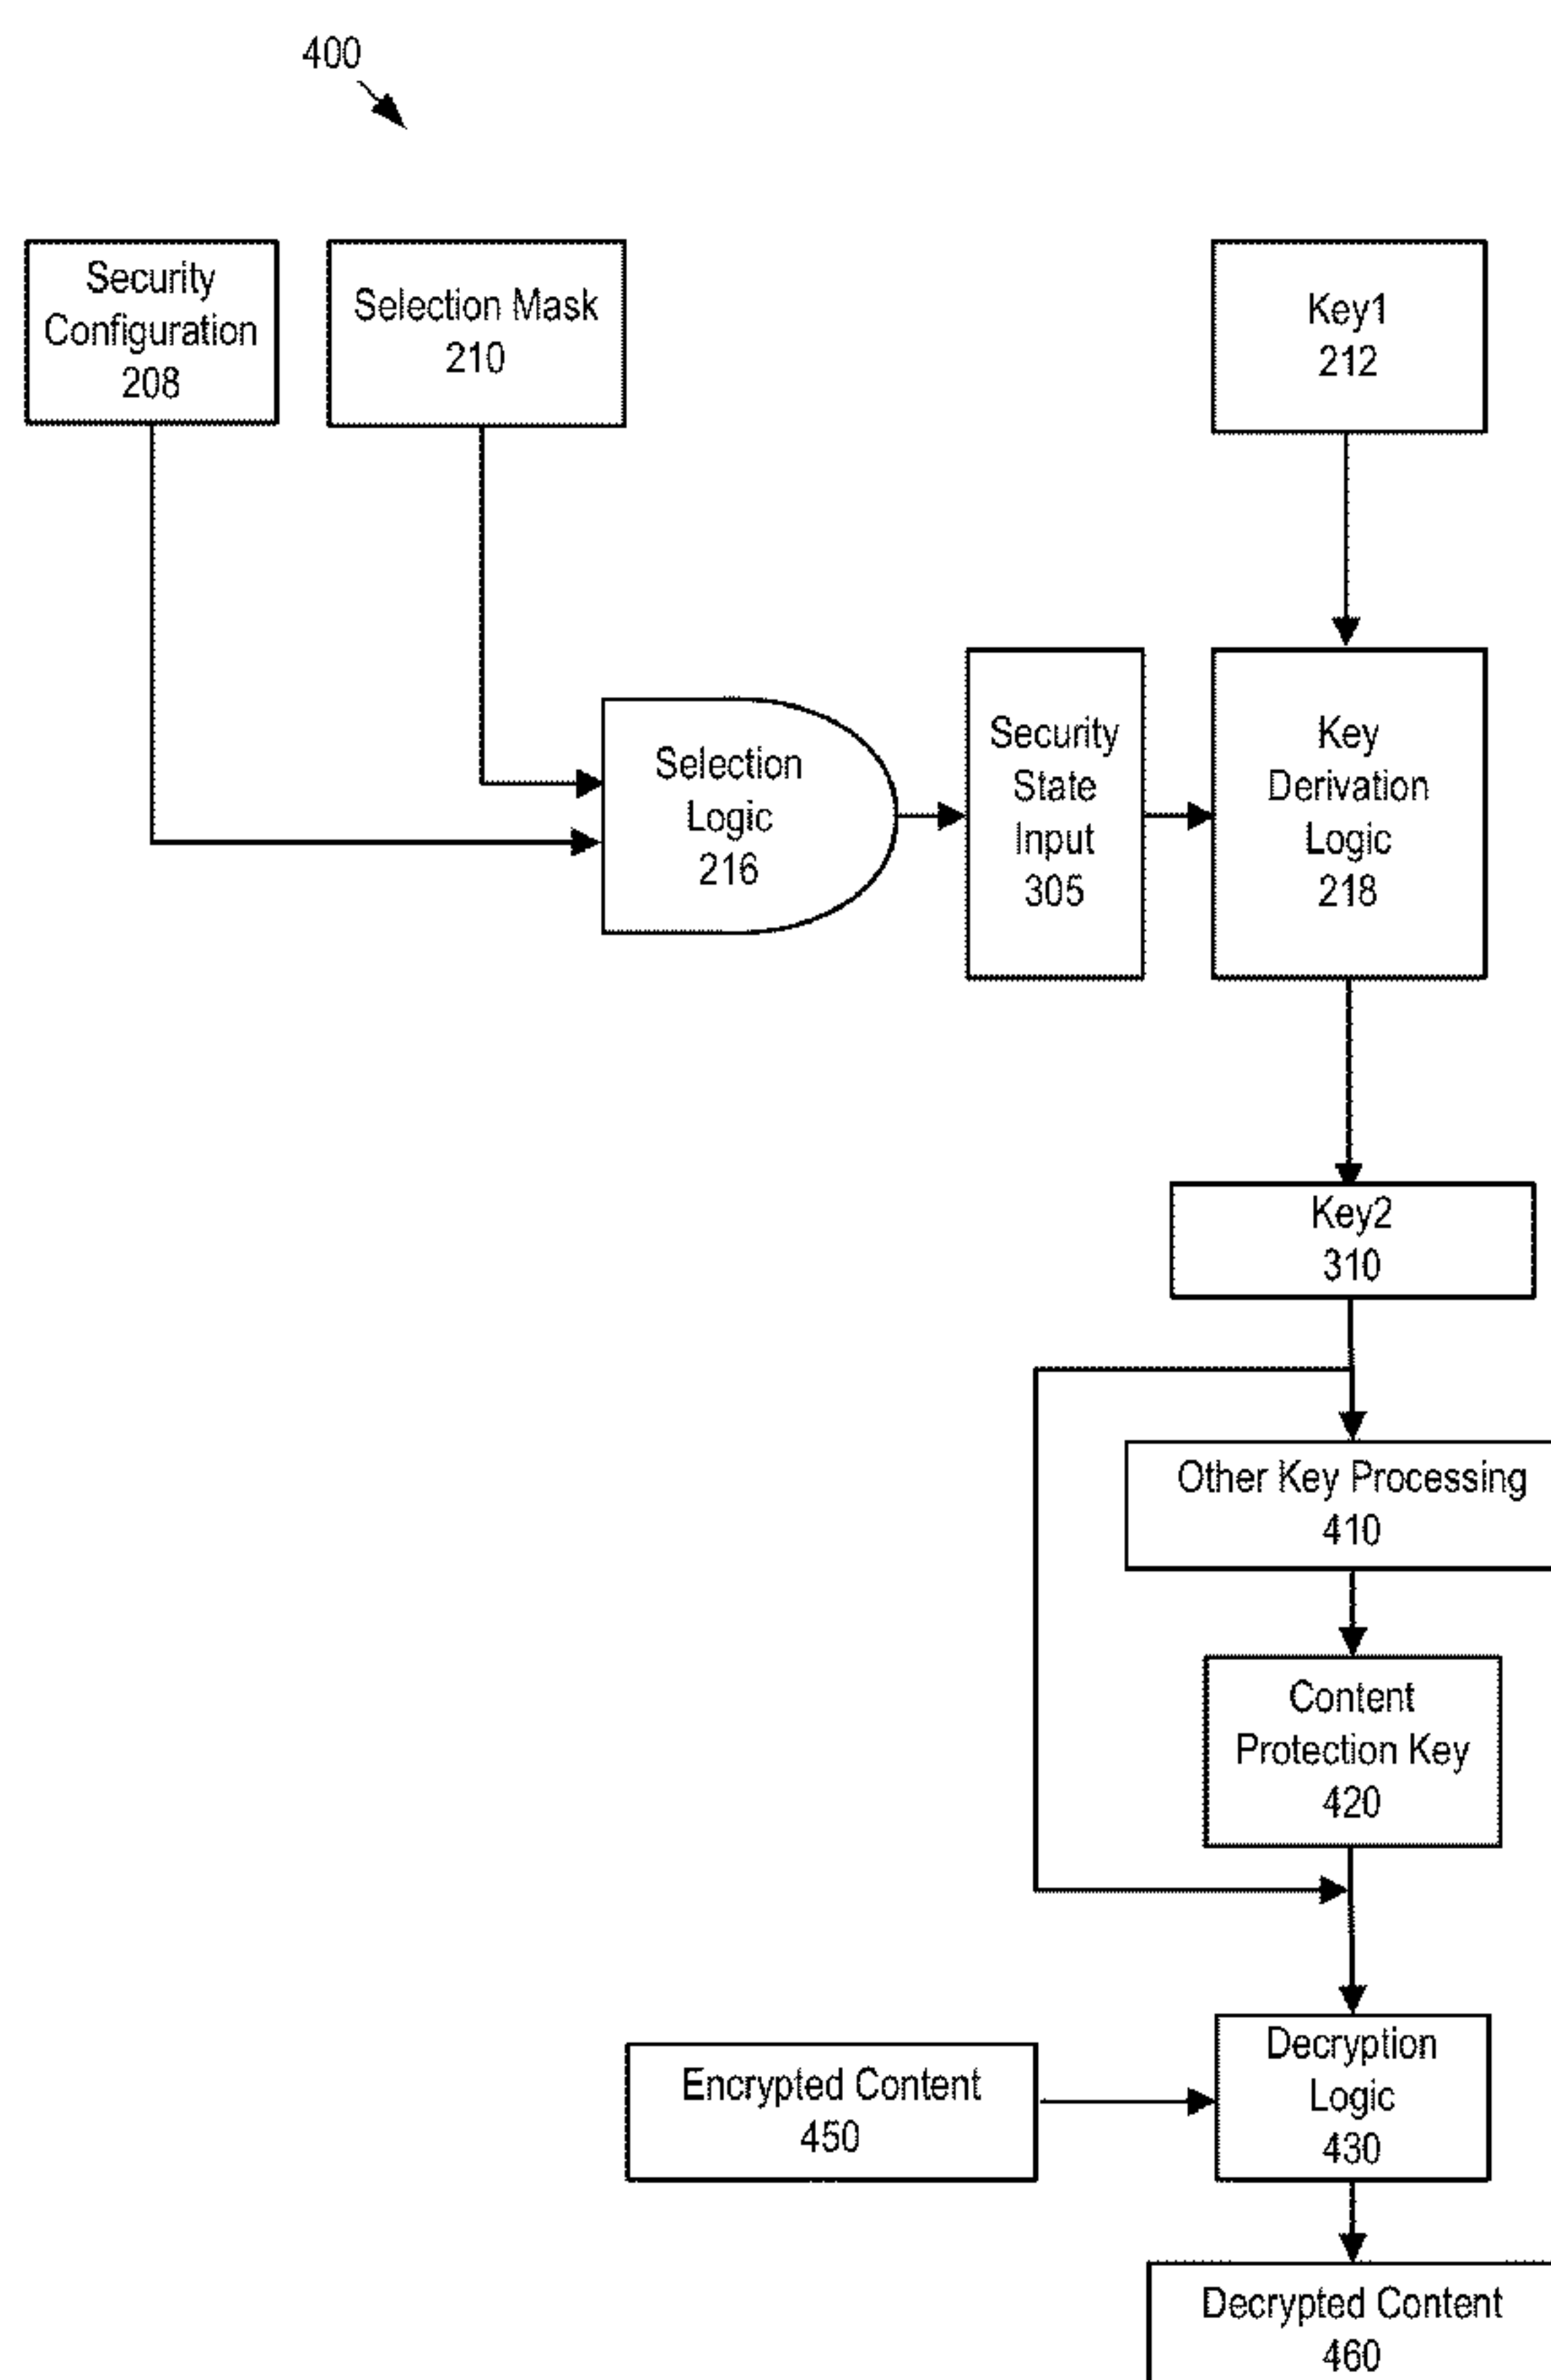 400
Security
Configuration
208
Selection Mask
210
Key1
212
Selection
Logic
216
Security
State
Input
305
Key
Derivation
Logic
218
Key2
310
Other Key Processing
410
Content
Protection Key
420
Encrypted Content
450
Decryption
Logic
430
Decrypted Content
460